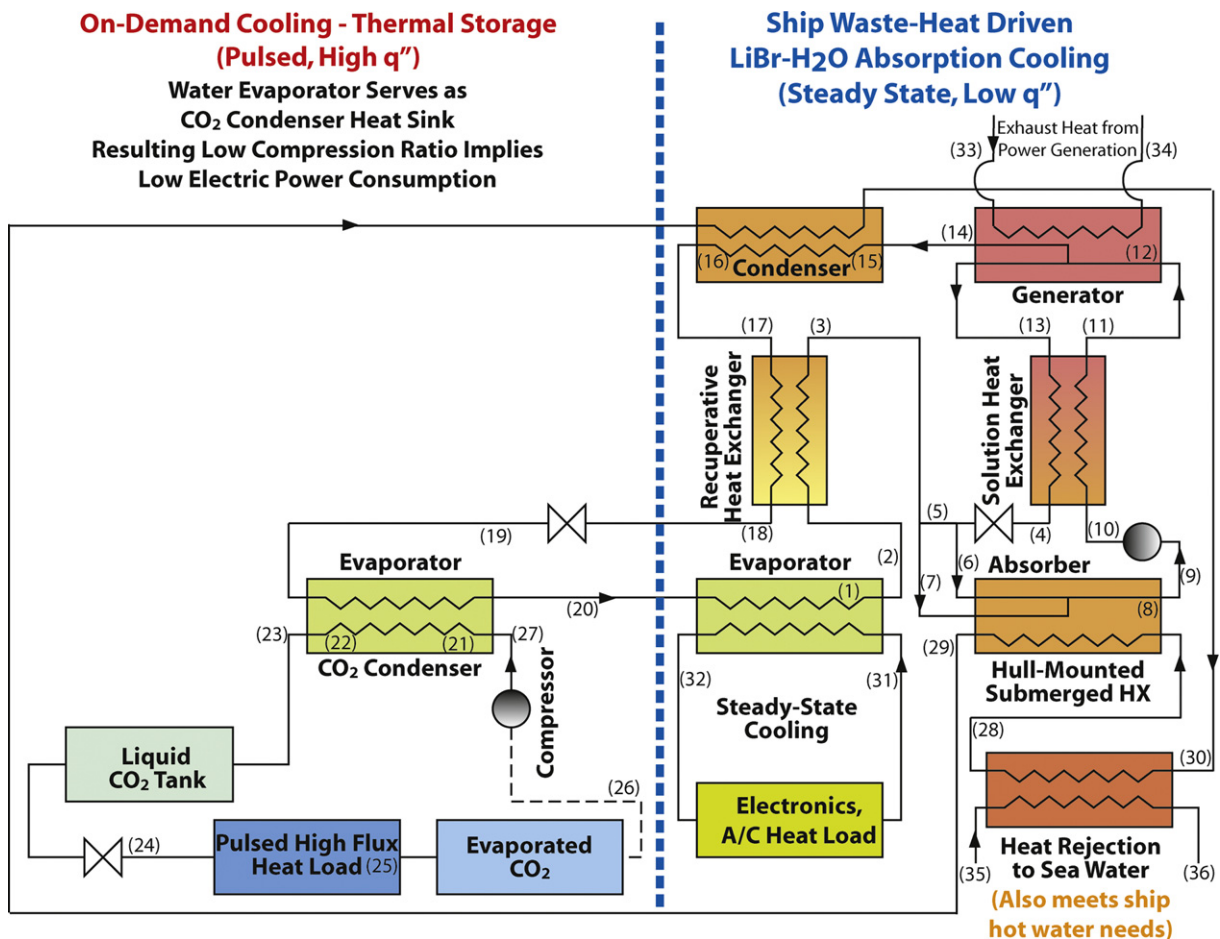 On-Demand Cooling - Thermal Storage
(Pulsed, High q”)
Water Evaporator Serves as
CO₂ Condenser Heat Sink
Resulting Low Compression Ratio Implies
Low Electric Power Consumption
Ship Waste-Heat Driven
LiBr-H2O Absorption Cooling
(Steady State, Low q”)
Exhaust Heat from
Power Generation
(33)
(34)
(14)
(12)
(16)
(15)
Condenser
Generator
(17)
(3)
(13)
(11)
Recuperative
Heat Exchanger
Solution Heat
Exchanger
(19)
(18)
(5)
(4)
(10)
(2)
(6)
(7)
(9)
Evaporator
Evaporator
Absorber
(1)
(8)
(20)
(23)
(22)
(21)
(27)
(29)
CO₂ Condenser
Compressor
(32)
(31)
Hull-Mounted
Submerged HX
Steady-State
Cooling
(28)
(30)
Liquid
CO₂ Tank
(26)
(24)
Pulsed High Flux
Heat Load (25)
Evaporated
CO₂
Electronics,
A/C Heat Load
Heat Rejection
to Sea Water
(35)
(36)
(Also meets ship
hot water needs)